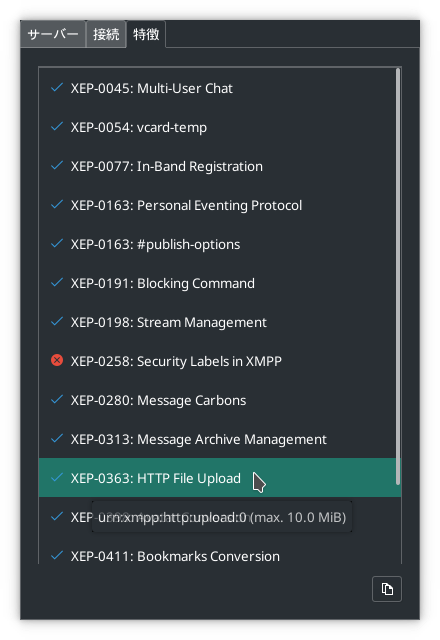 サーバー 接続 特徴
XEP-0045: Multi-User Chat
XEP-0054: vcard-temp
XEP-0077: In-Band Registration
XEP-0163: Personal Eventing Protocol
XEP-0163: #publish-options
XEP-0191: Blocking Command
XEP-0198: Stream Management
XEP-0258: Security Labels in XMPP
XEP-0280: Message Carbons
XEP-0313: Message Archive Management
XEP-0363: HTTP File Upload
XEP-
urn:xmpp:http:upload:0 (max. 10.0 MiB)
XEP-0411: Bookmarks Conversion